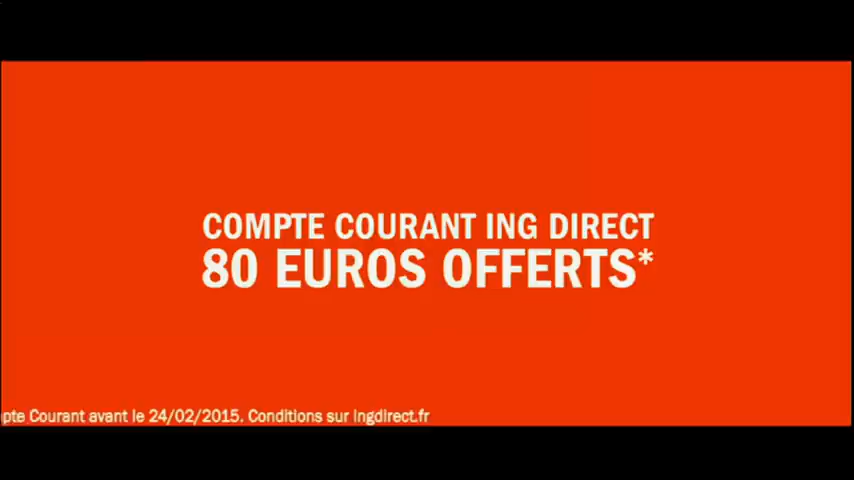 COMPTE COURANT ING DIRECT
80 EUROS OFFERTS*
pte Courant avant le 24/02/2015. Conditions sur ingdirect.fr